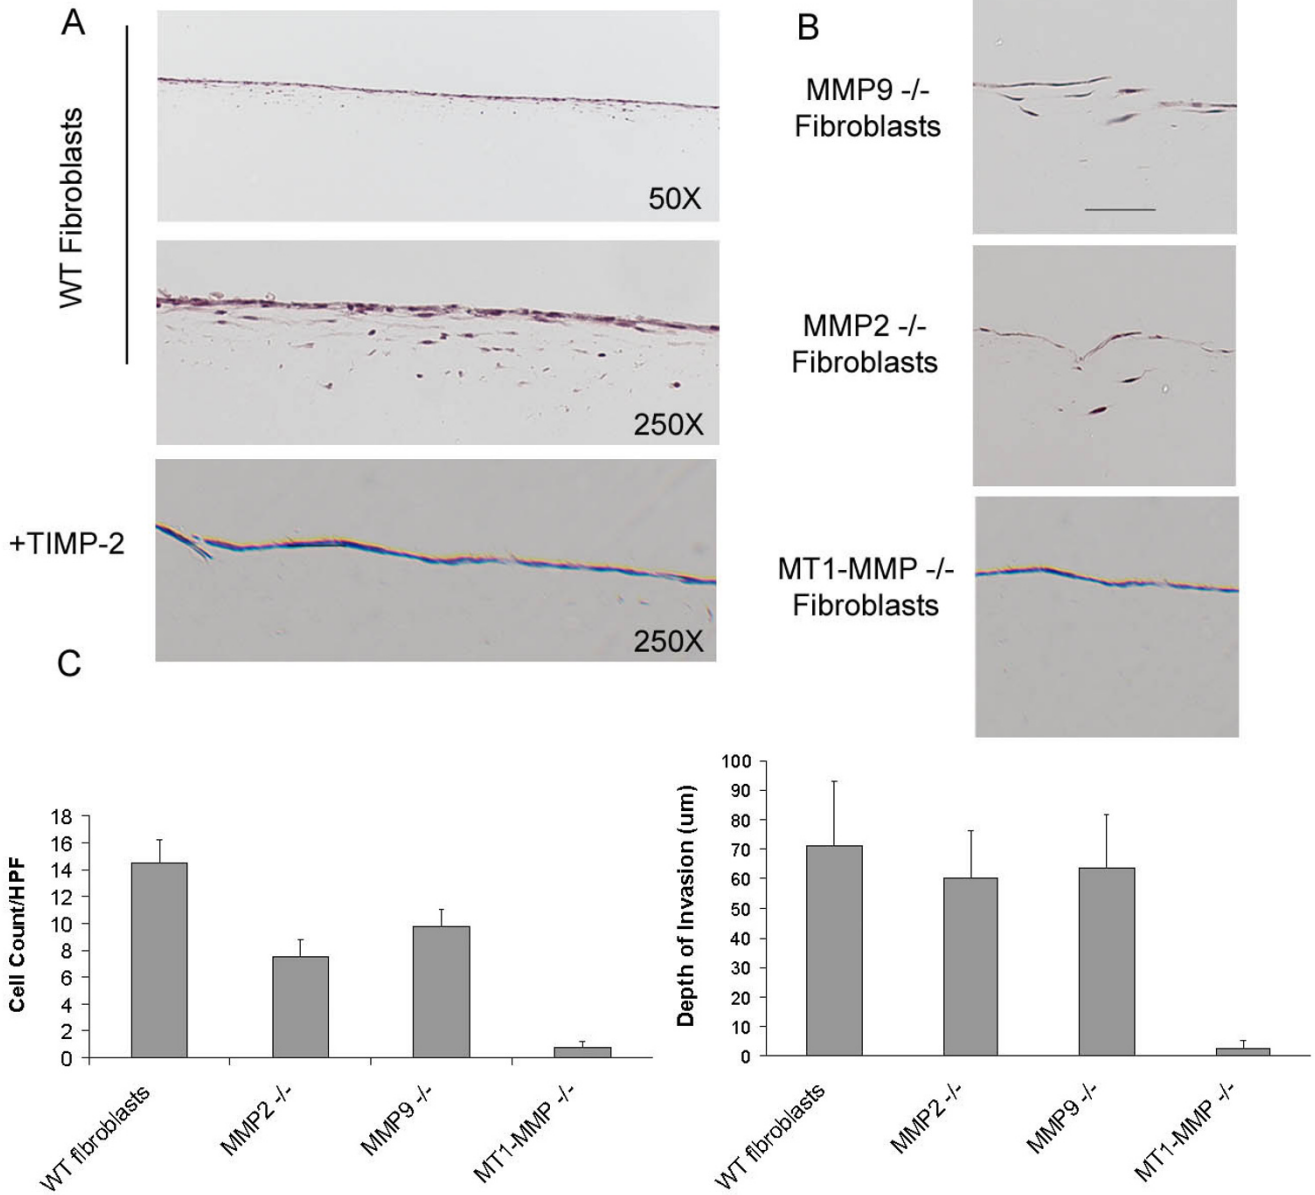 A
WT Fibroblasts
50X
250X
+TIMP-2
250X
B
MMP9 -/-
Fibroblasts
MMP2 -/-
Fibroblasts
MT1-MMP -/-
Fibroblasts
C
Cell Count/HPF
18
16
14
12
10
8
6
4
2
0
WT fibroblasts
MMP2 -/-
MMP9 -/-
MT1-MMP -/-
Depth of Invasion (um)
100
90
80
70
60
50
40
30
20
10
0
WT fibroblasts
MMP2 -/-
MMP9 -/-
MT1-MMP -/-